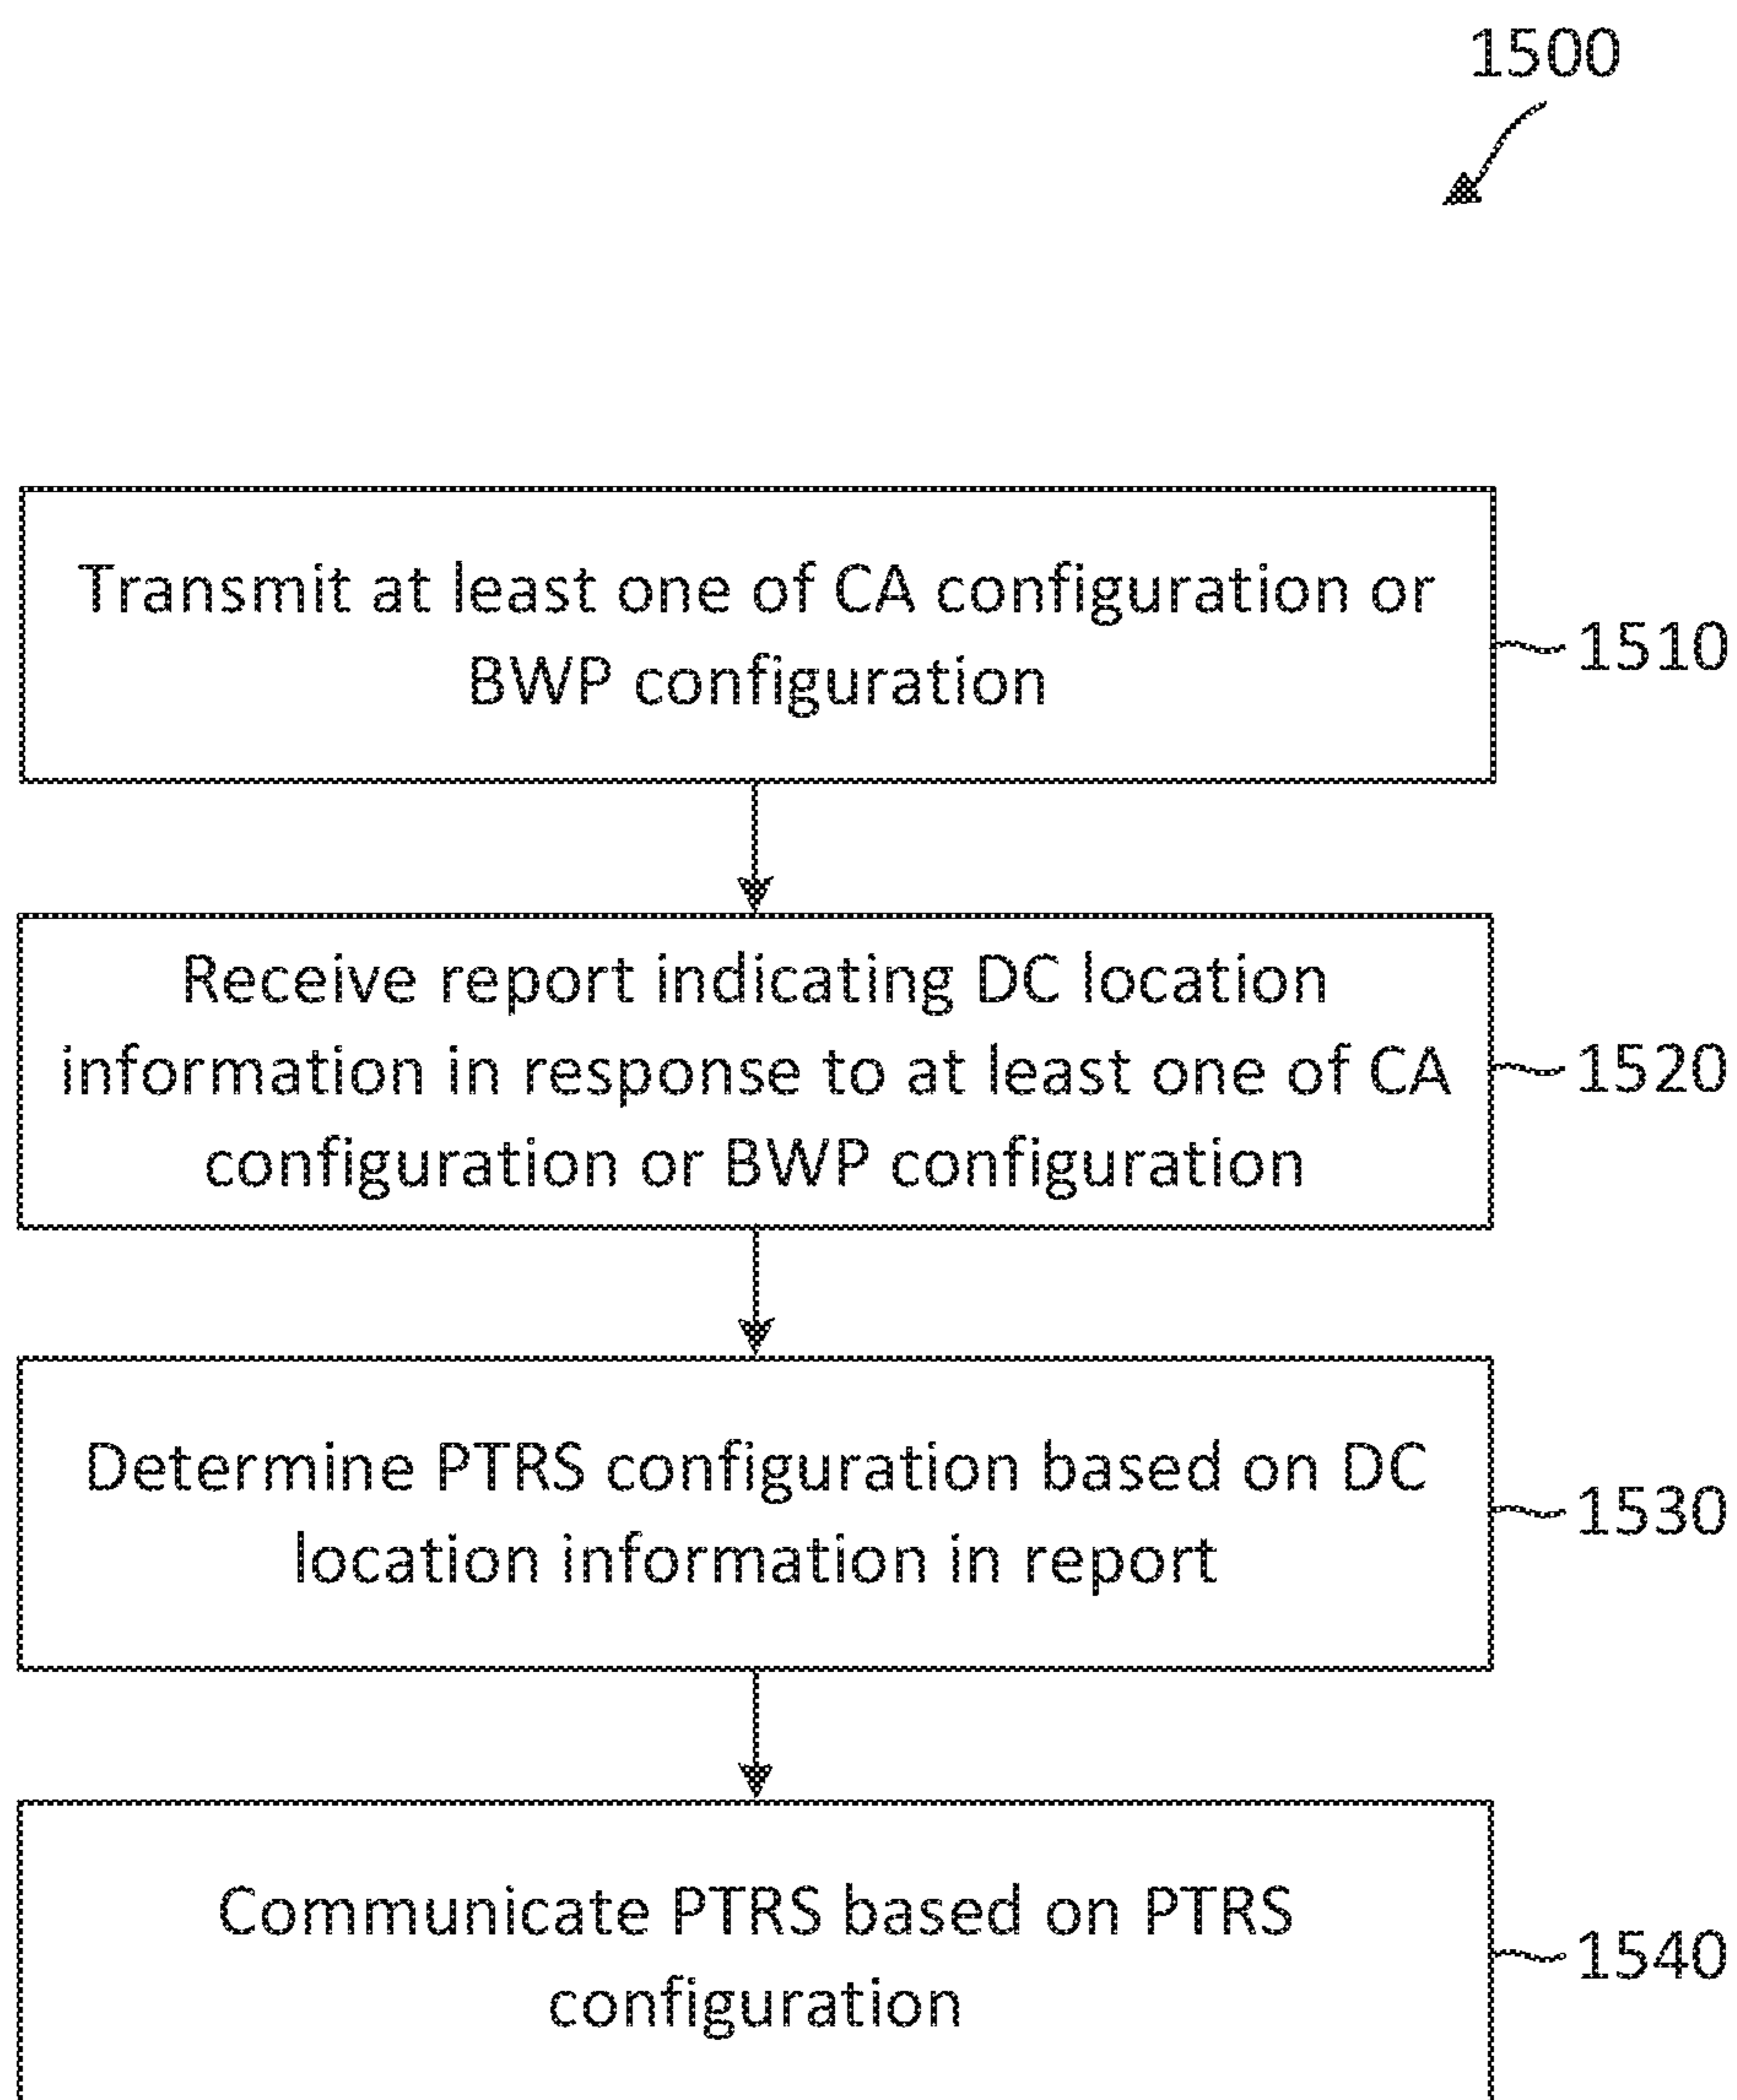 1500
Transmit at least one of CA configuration or
BWP configuration
1510
Receive report indicating DC location
information in response to at least one of CA
configuration or BWP configuration
1520
Determine PTRS configuration based on DC
location information in report
1530
Communicate PTRS based on PTRS
configuration
1540